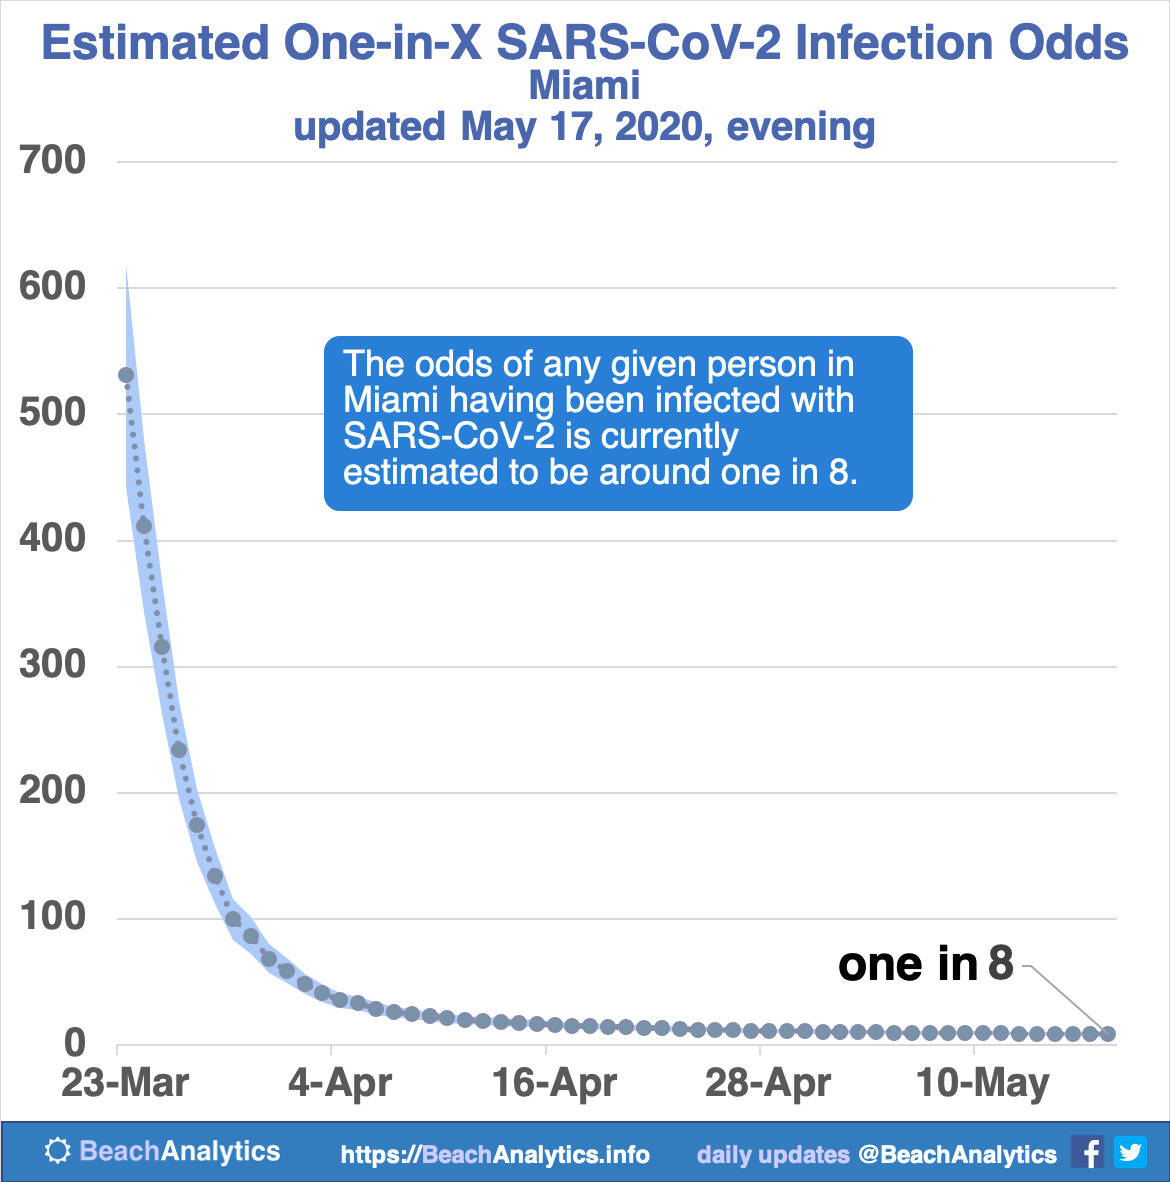 Estimated One-in-X SARS-CoV-2 Infection Odds
Miami
updated May 17, 2020, evening
700
600
500
400
300
200
100
0
The odds of any given person in
Miami having been infected with
SARS-CoV-2 is currently
estimated to be around one in 8.
one in 8
23-Mar 4-Apr 16-Apr 28-Apr 10-May
BeachAnalytics https://BeachAnalytics.info daily updates @BeachAnalytics